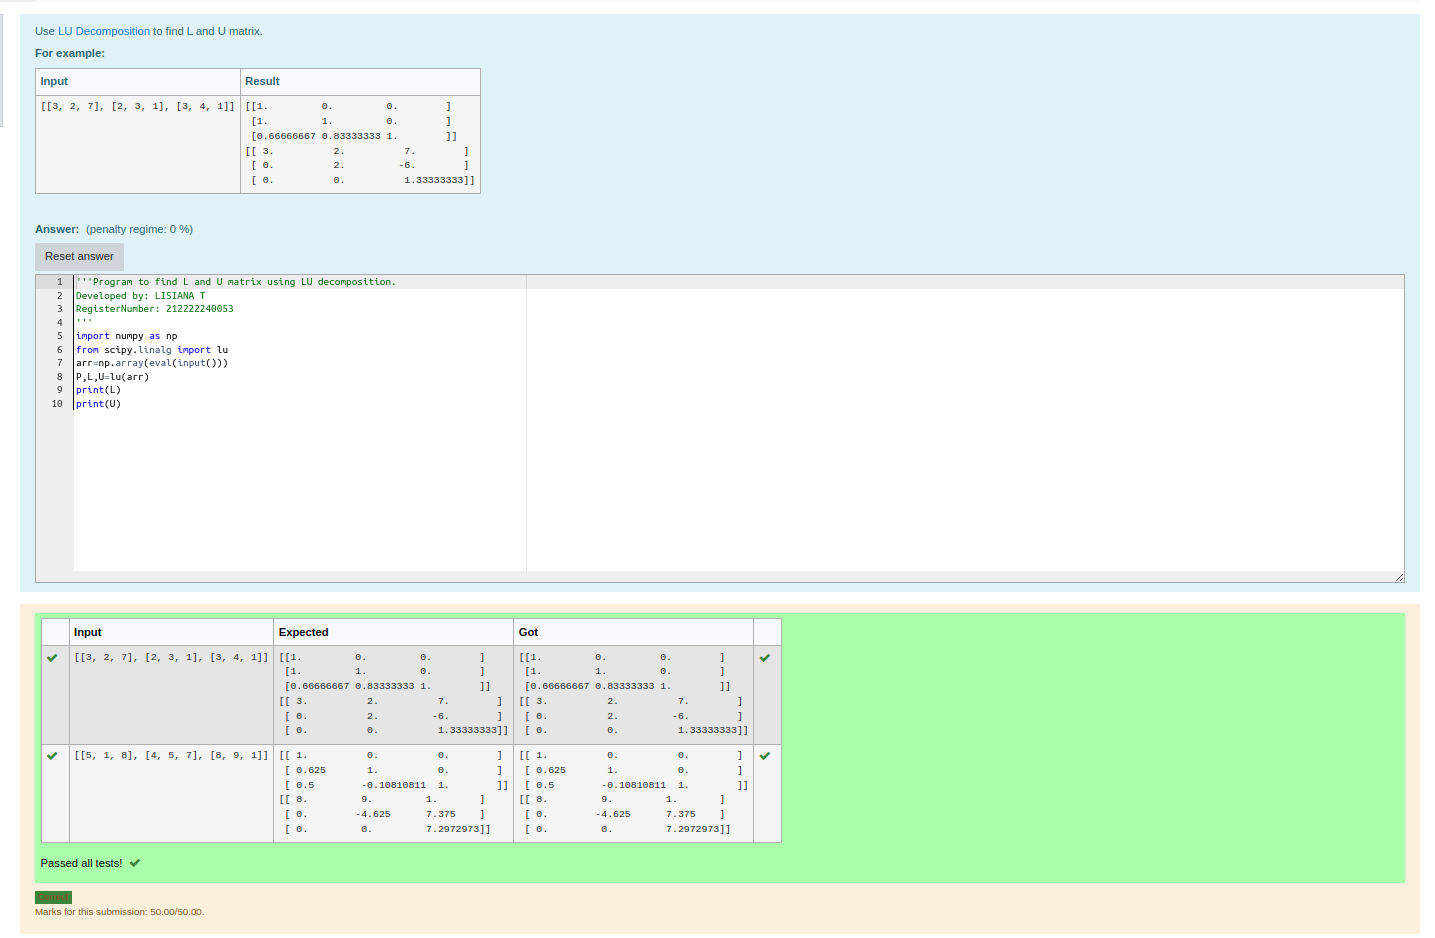 Use LU Decomposition to find L and U matrix.
For example:
Input Result
[[3, 2, 7], [2, 3, 1], [3, 4, 1]] [[1. 0. 0. ]
[1. 1. 0. ]
[0.66666667 0.83333333 1. ]]
[[ 3. 2. 7. ]
[ 0. 2. -6. ]
[ 0. 0. 1.33333333]]
Answer: (penalty regime: 0 %)
Reset answer
1 '''Program to find L and U matrix using LU decomposition.
2 Developed by: LISIANA T
3 RegisterNumber: 212222240053
4 '''
5 import numpy as np
6 from scipy.linalg import lu
7 arr=np.array(eval(input()))
8 P,L,U=lu(arr)
9 print(L)
10 print(U)
Input Expected Got
[[3, 2, 7], [2, 3, 1], [3, 4, 1]] [[1. 0. 0. ] [[1. 0. 0. ]
[1. 1. 0. ] [1. 1. 0. ]
[0.66666667 0.83333333 1. ]] [0.66666667 0.83333333 1. ]]
[[ 3. 2. 7. ] [[ 3. 2. 7. ]
[ 0. 2. -6. ] [ 0. 2. -6. ]
[ 0. 0. 1.33333333]] [ 0. 0. 1.33333333]]
[[5, 1, 8], [4, 5, 7], [8, 9, 1]] [[ 1. 0. 0. ] [[ 1. 0. 0. ]
[ 0.625 1. 0. ] [ 0.625 1. 0. ]
[ 0.5 -0.10810811 1. ]] [ 0.5 -0.10810811 1. ]]
[[ 8. 9. 1. ] [[ 8. 9. 1. ]
[ 0. -4.625 7.375 ] [ 0. -4.625 7.375 ]
[ 0. 0. 7.2972973]] [ 0. 0. 7.2972973]]
Passed all tests!
Marks for this submission: 50.00/50.00.